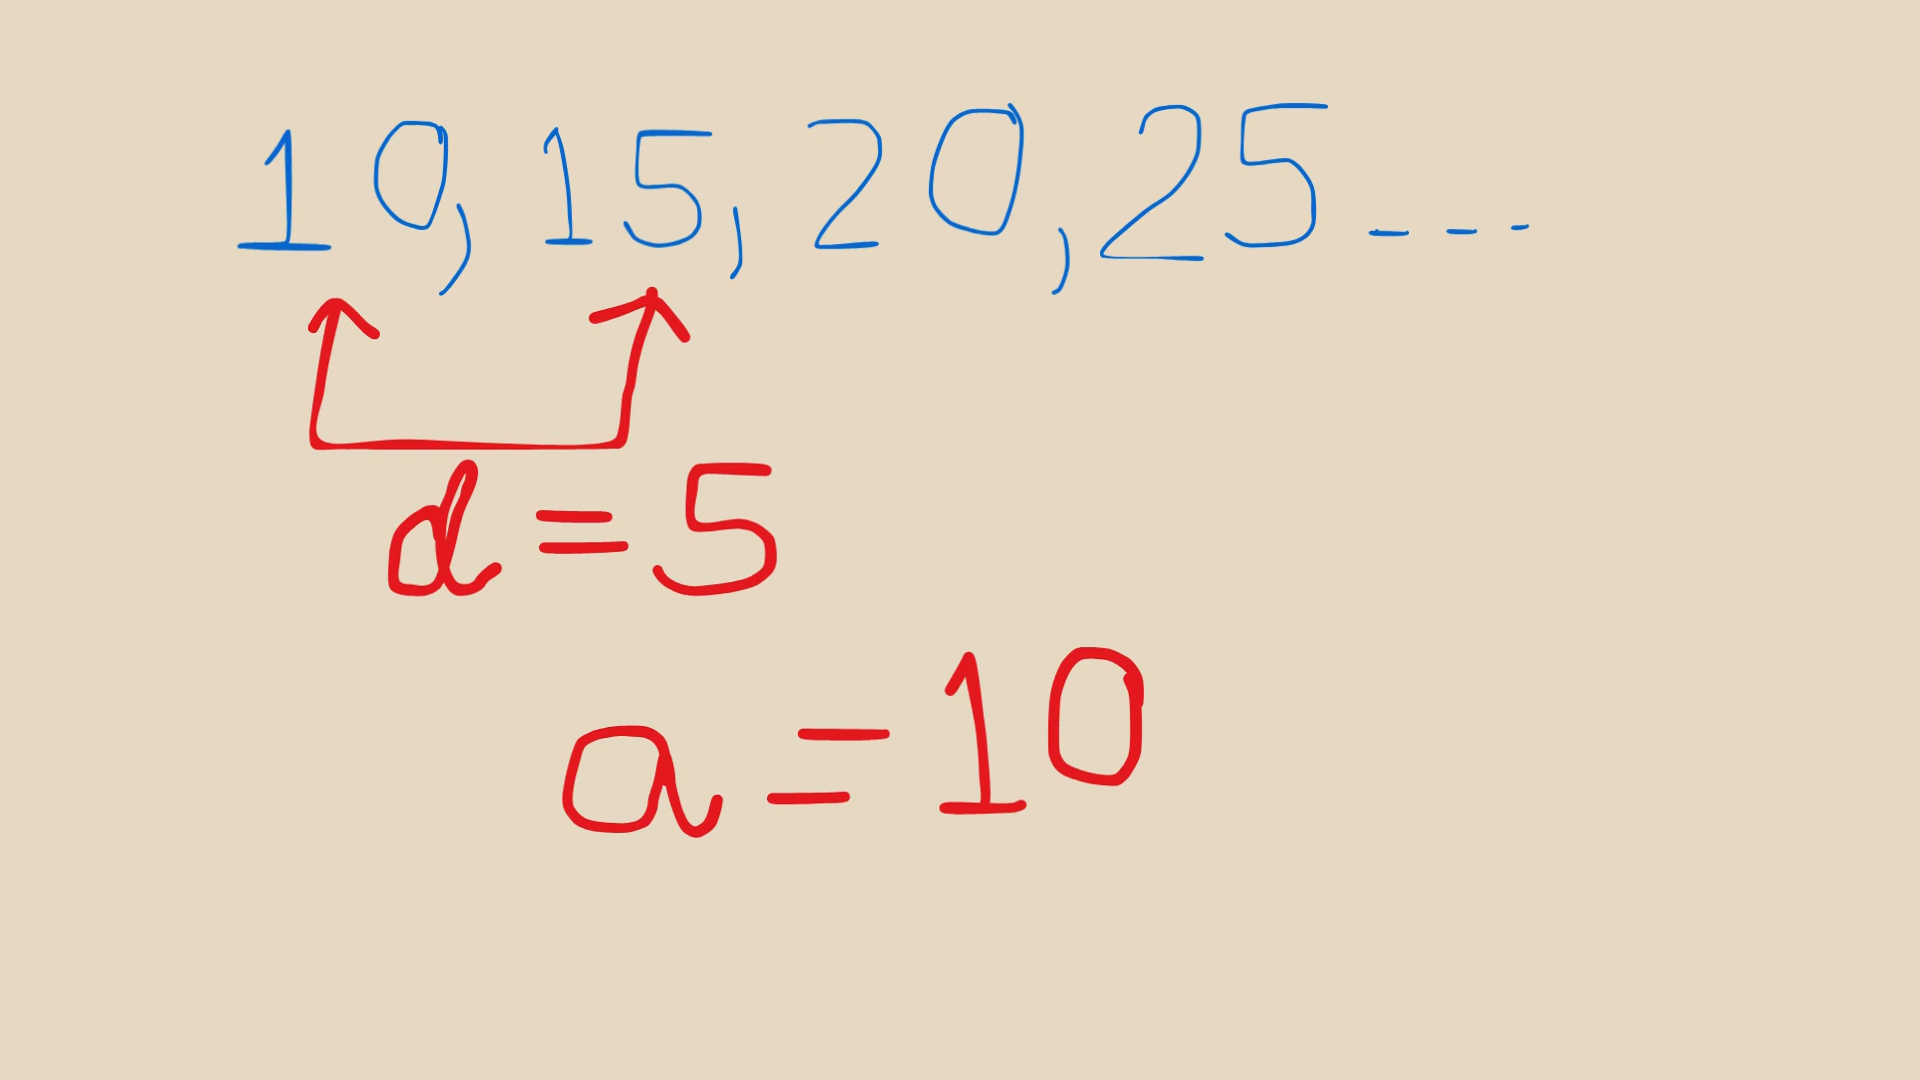 10, 15, 20, 25---
d = 5
a = 10